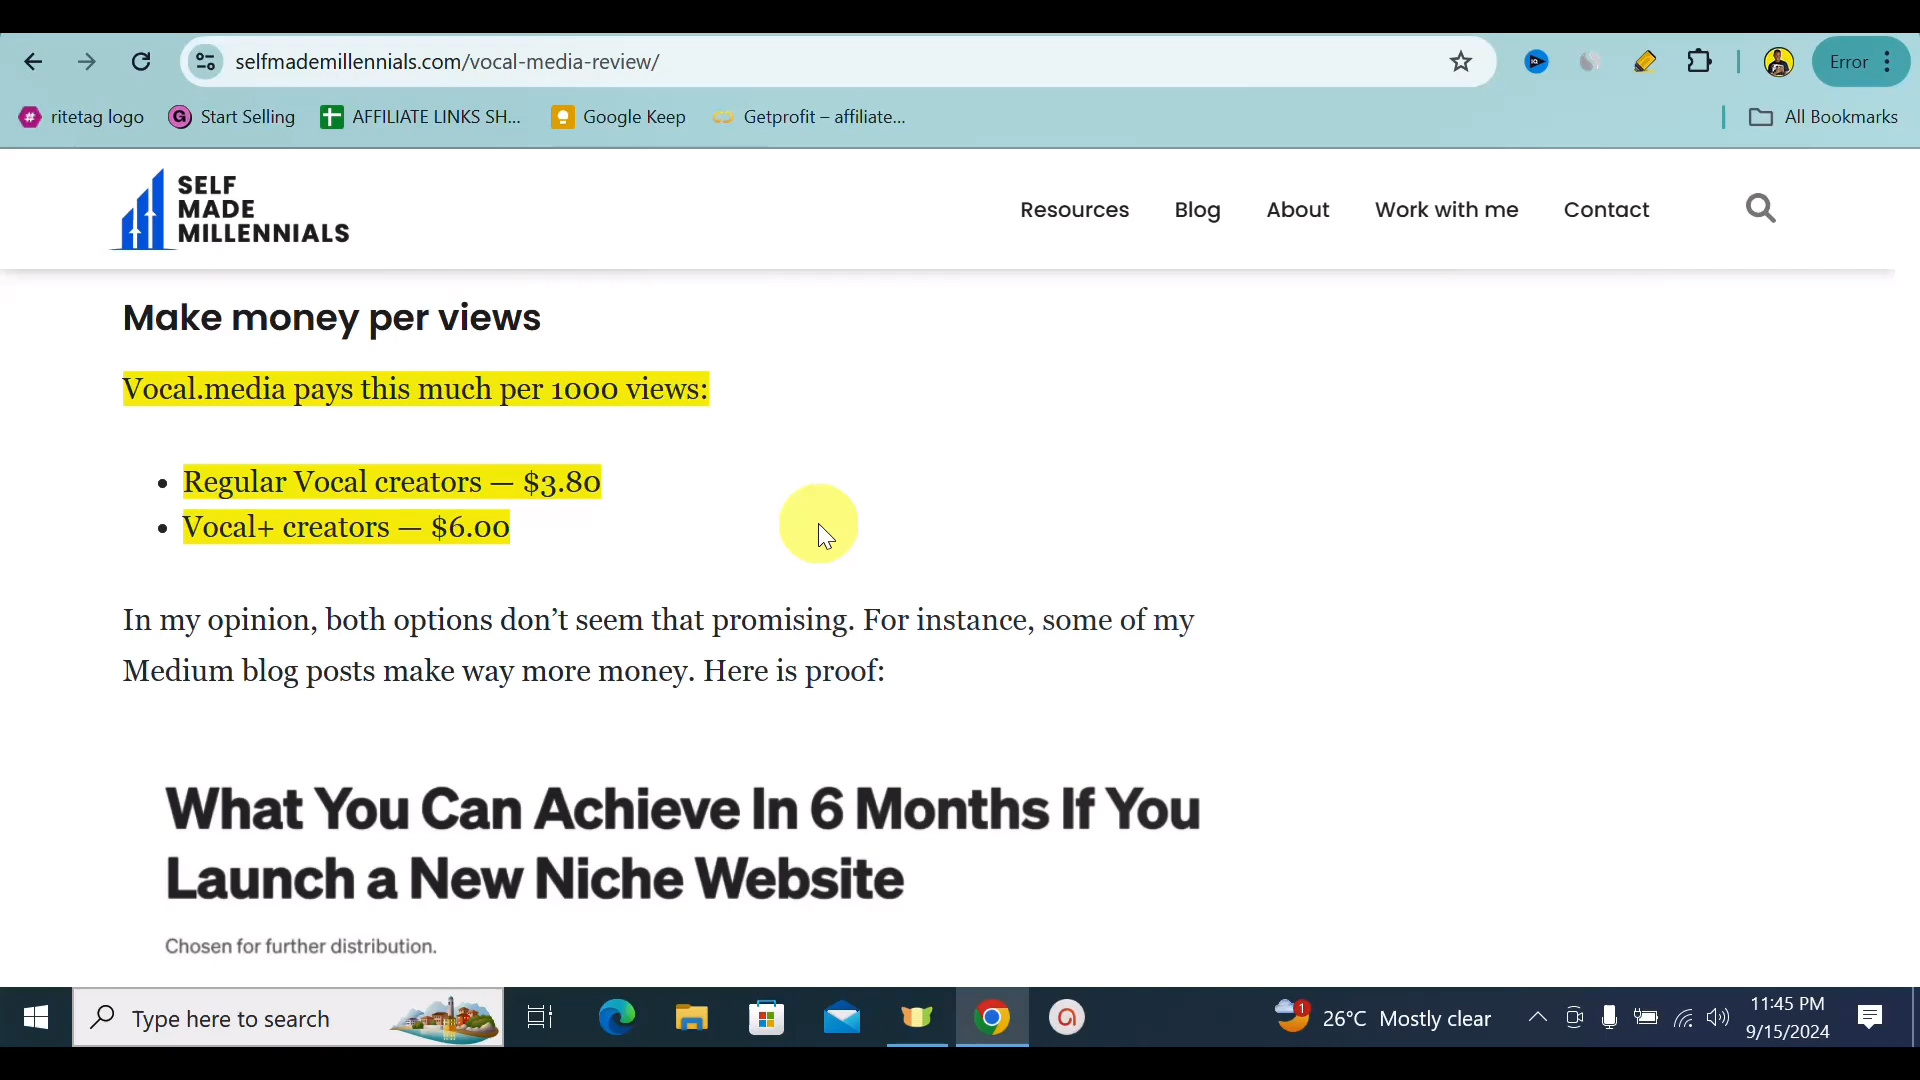 selfmademillennials.com/vocal-media-review/
Error
ritetag logo
Start Selling
AFFILIATE LINKS SH...
Google Keep
Getprofit – affiliate...
All Bookmarks
SELF
MADE
MILLENNIALS
Resources
Blog
About
Work with me
Contact
Make money per views
Vocal.media pays this much per 1000 views:
• Regular Vocal creators — $3.80
• Vocal+ creators — $6.00
In my opinion, both options don’t seem that promising. For instance, some of my
Medium blog posts make way more money. Here is proof:
What You Can Achieve In 6 Months If You
Launch a New Niche Website
Chosen for further distribution.
Type here to search
1
26°C Mostly clear
11:45 PM
9/15/2024